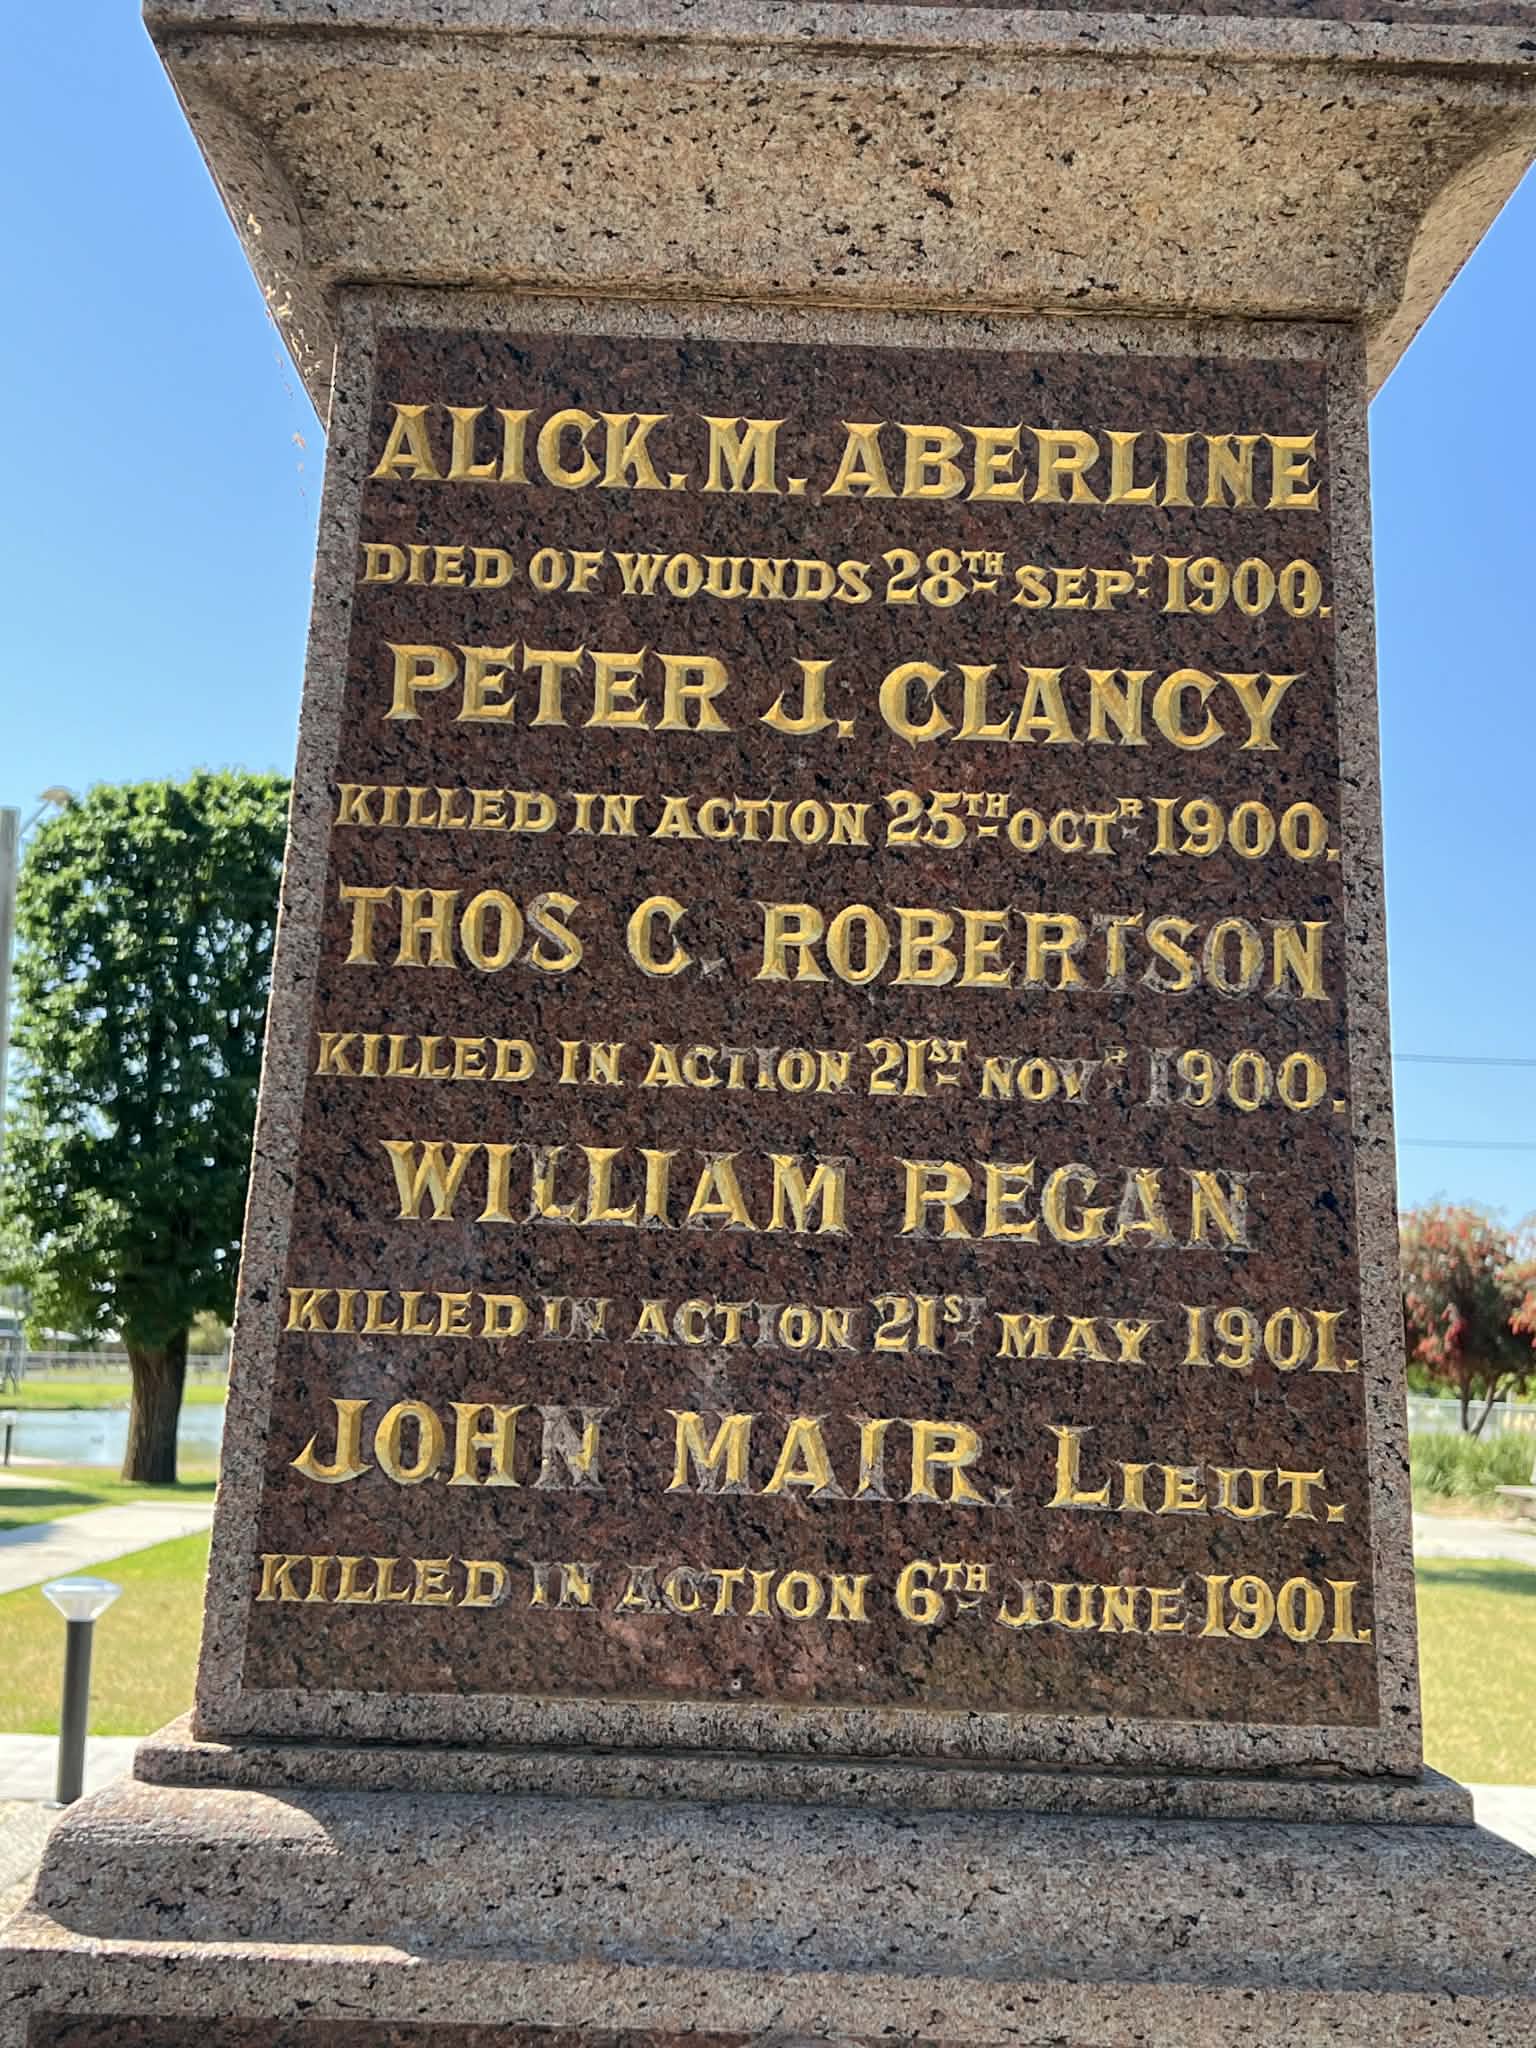 ALICK. M. ABERLINE
DIED OF WOUNDS 28TH SEPT. 1900.
PETER J. CLANCY
KILLED IN ACTION 25TH OCTR 1900.
THOS C. ROBERTSON
KILLED IN ACTION 21ST NOVR 1900.
WILLIAM REGAN
KILLED IN ACTION 21ST MAY 1901.
JOHN MAIR. LIEUT.
KILLED IN ACTION 6TH JUNE 1901.